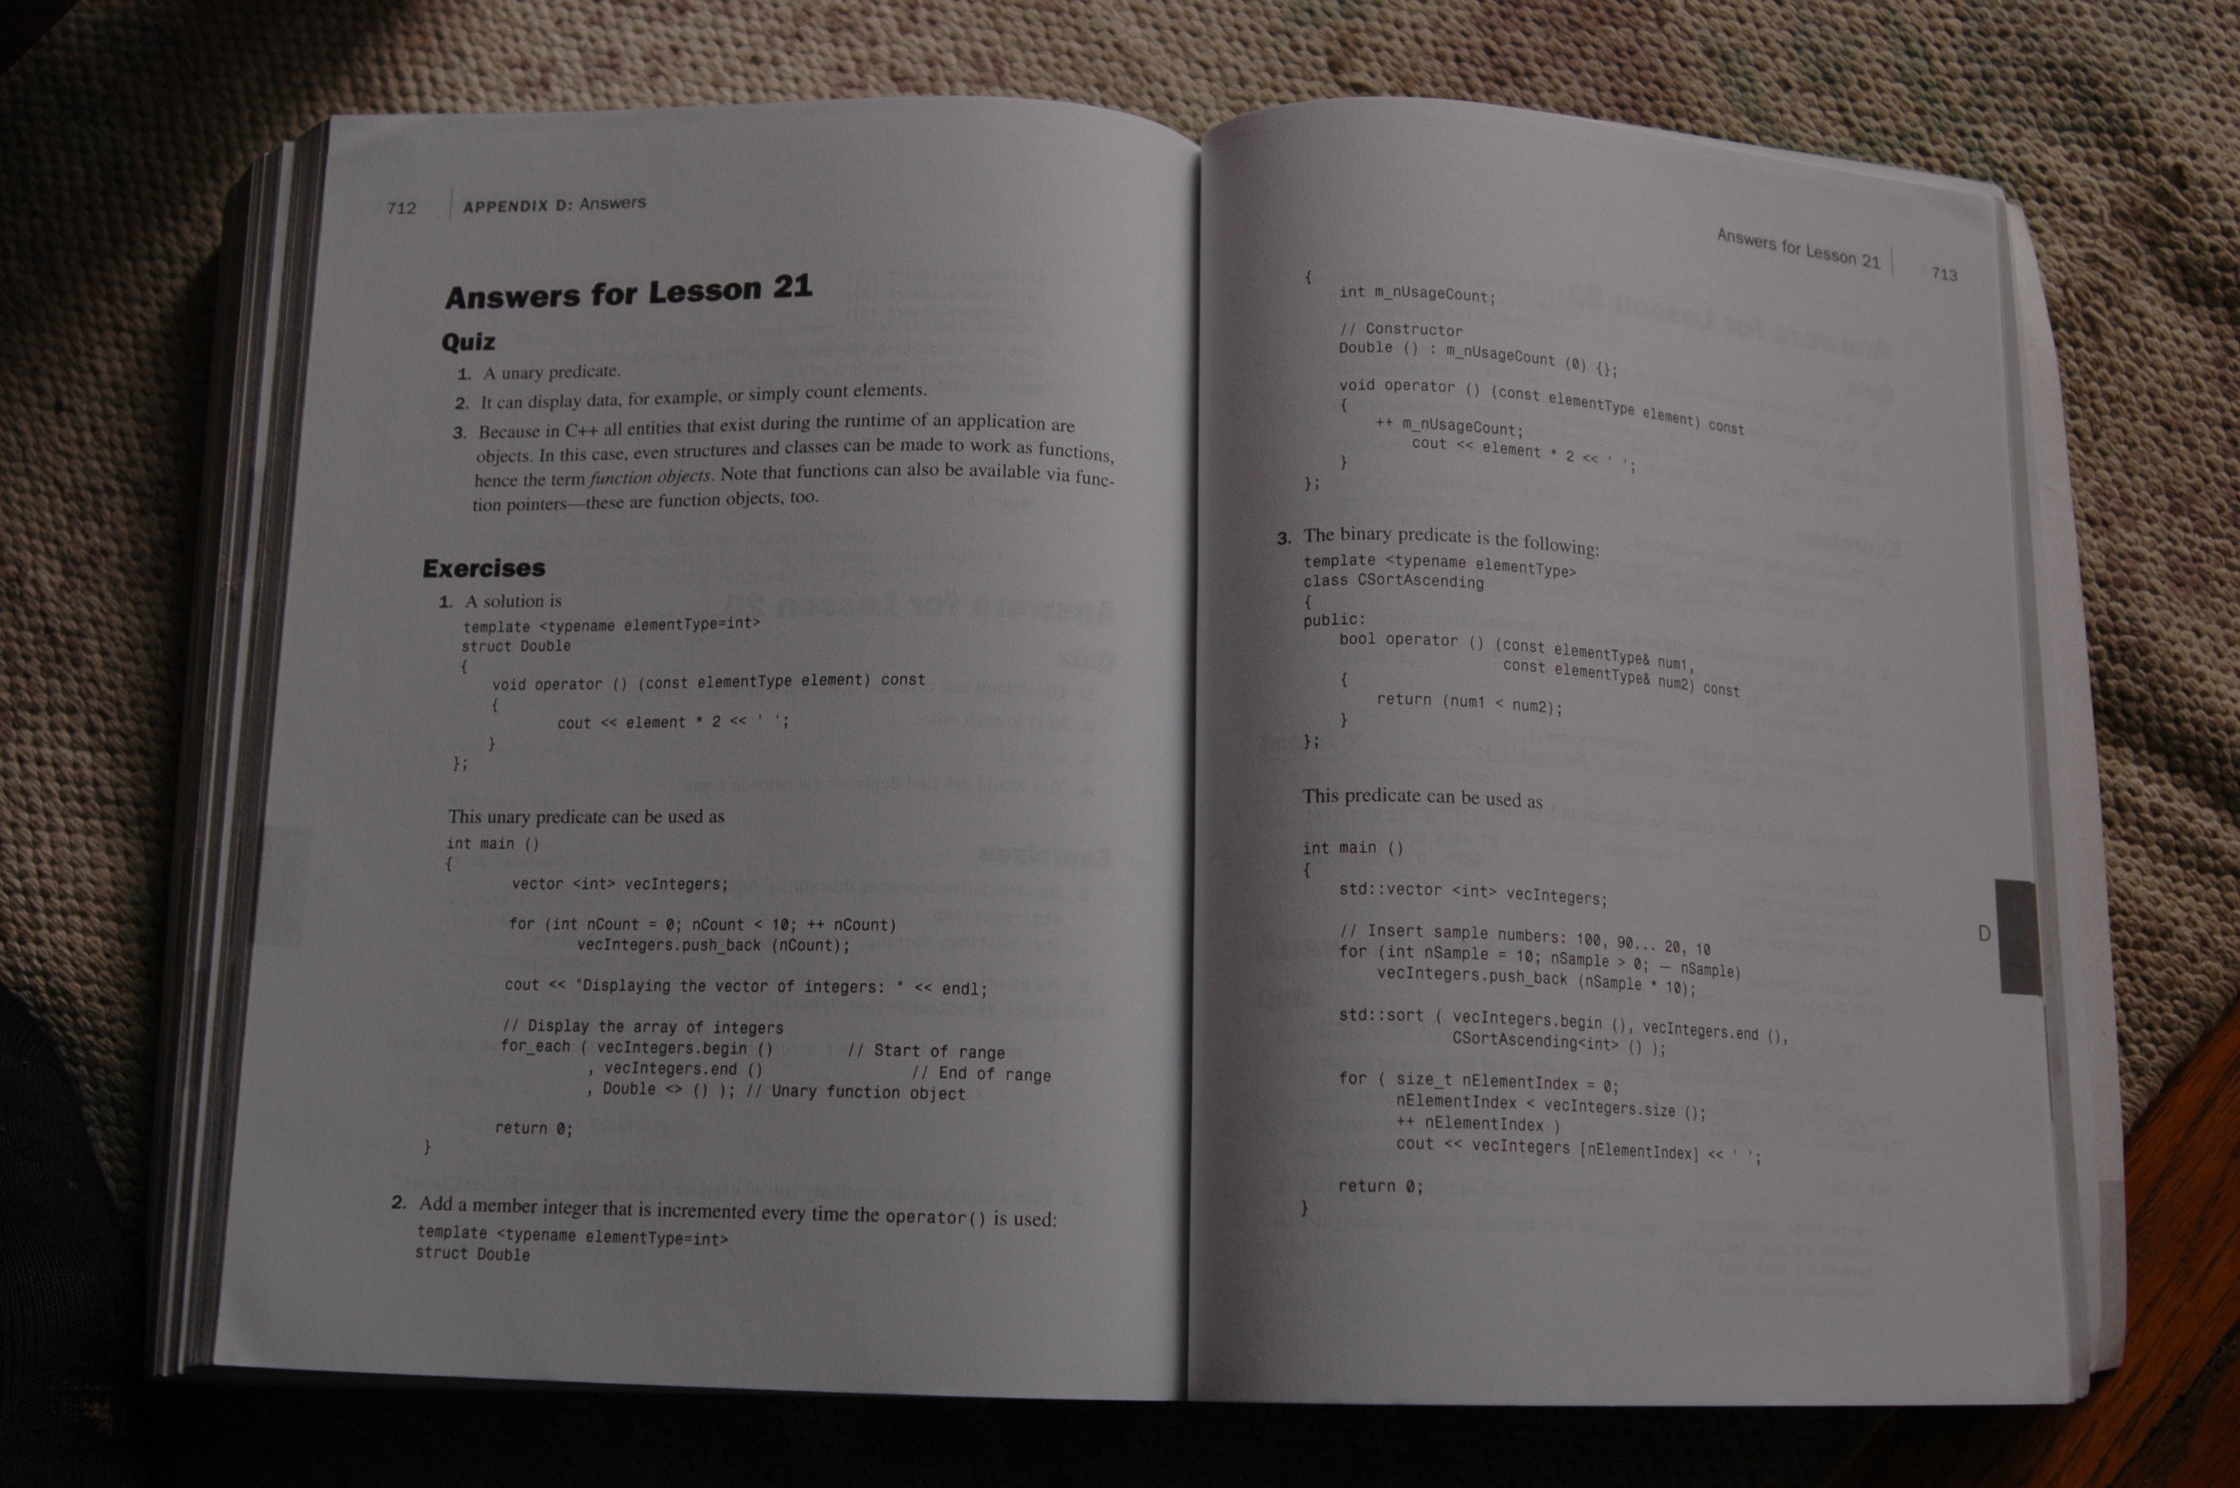 712 APPENDIX D: Answers
Answers for Lesson 21
Quiz
1. A unary predicate.
2. It can display data, for example, or simply count elements.
3. Because in C++ all entities that exist during the runtime of an application are
objects. In this case, even structures and classes can be made to work as functions,
hence the term function objects. Note that functions can also be available via func-
tion pointers—these are function objects, too.
Exercises
1. A solution is
template <typename elementType=int>
struct Double
{
void operator () (const elementType element) const
{
cout << element * 2 << ' ';
}
};
This unary predicate can be used as
int main ()
{
vector <int> vecIntegers;
for (int nCount = 0; nCount < 10; ++ nCount)
vecIntegers.push_back (nCount);
cout << "Displaying the vector of integers: " << endl;
// Display the array of integers
for_each ( vecIntegers.begin () // Start of range
, vecIntegers.end () // End of range
, Double <> () ); // Unary function object
return 0;
}
2. Add a member integer that is incremented every time the operator() is used:
template <typename elementType=int>
struct Double
Answers for Lesson 21 713
{
int m_nUsageCount;
// Constructor
Double () : m_nUsageCount (0) {};
void operator () (const elementType element) const
{
++ m_nUsageCount;
cout << element * 2 << ' ';
}
};
3. The binary predicate is the following:
template <typename elementType>
class CSortAscending
{
public:
bool operator () (const elementType& num1,
const elementType& num2) const
{
return (num1 < num2);
}
};
This predicate can be used as
int main ()
{
std::vector <int> vecIntegers;
// Insert sample numbers: 100, 90... 20, 10
for (int nSample = 10; nSample > 0; — nSample)
vecIntegers.push_back (nSample * 10);
std::sort ( vecIntegers.begin (), vecIntegers.end (),
CSortAscending<int> () );
for ( size_t nElementIndex = 0;
nElementIndex < vecIntegers.size ();
++ nElementIndex )
cout << vecIntegers [nElementIndex] << ' ';
return 0;
}
D